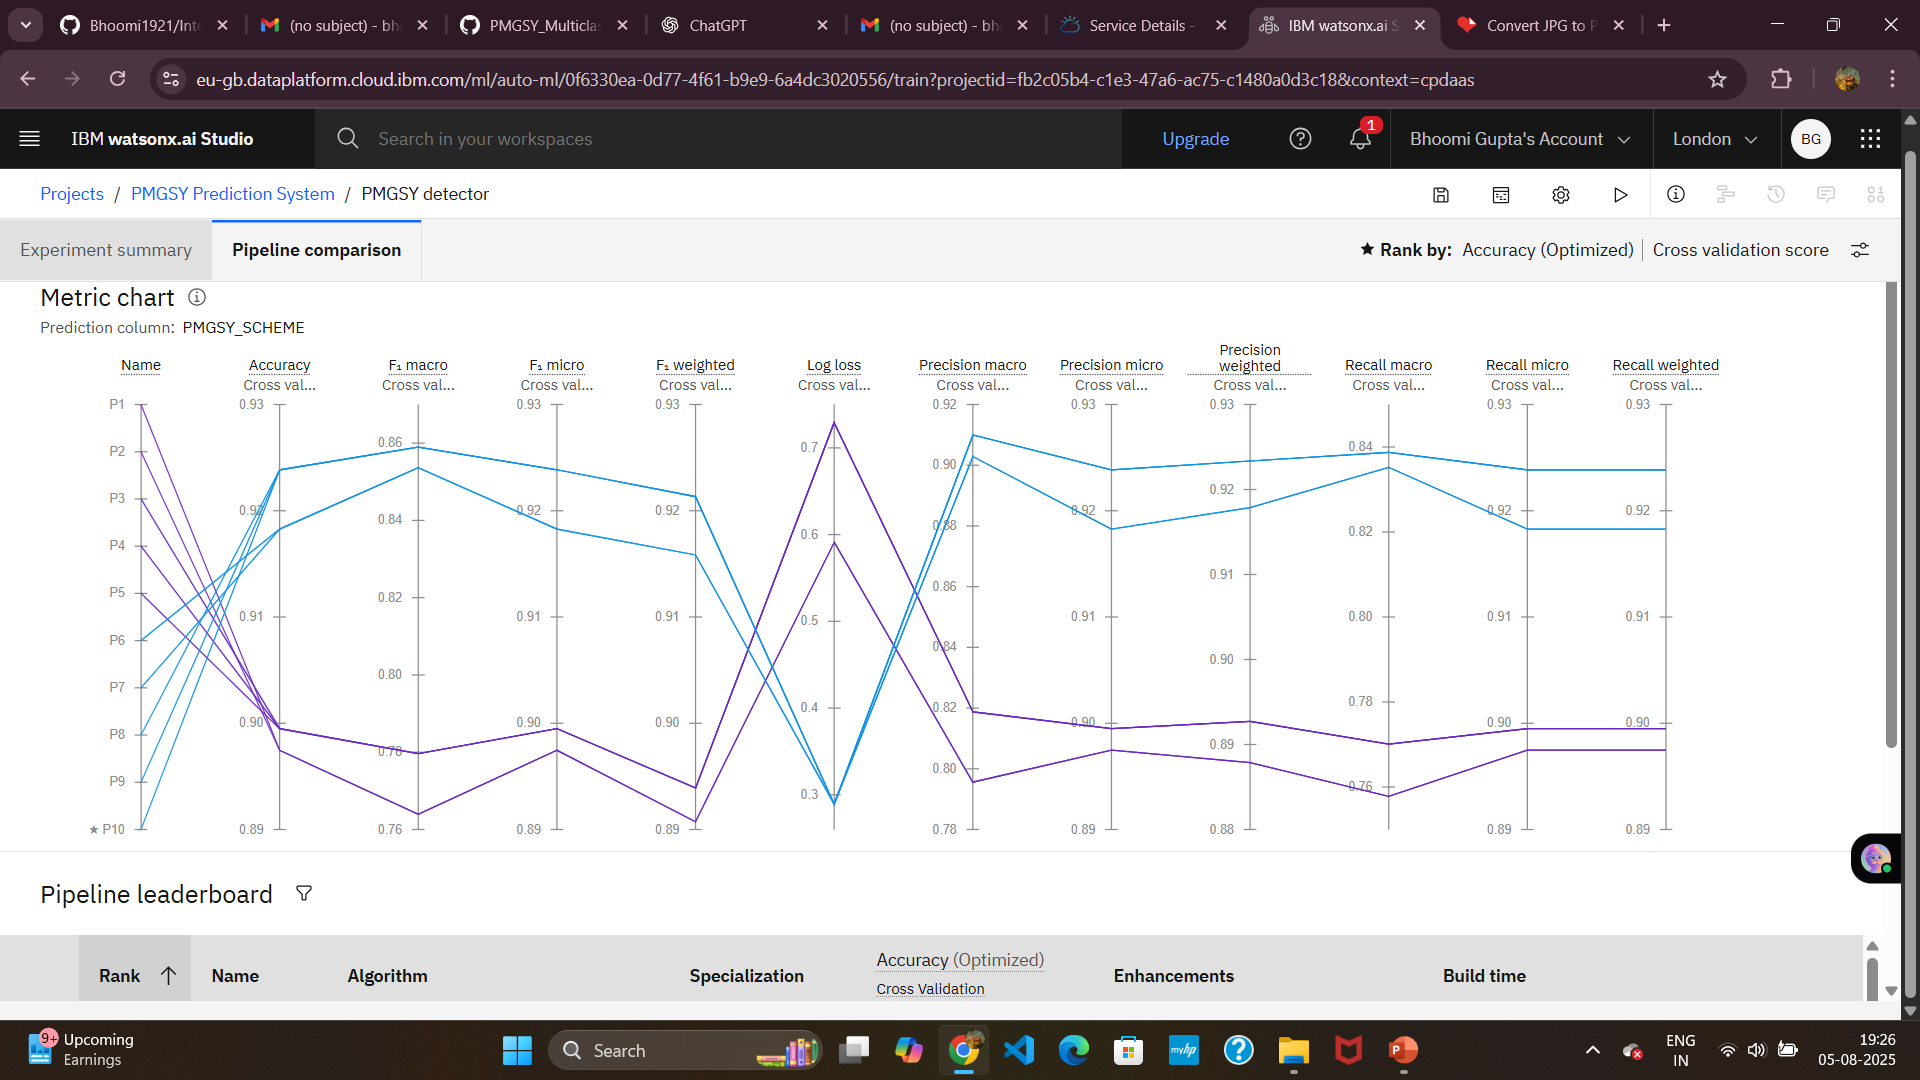 Bhoomi1921/Inte
(no subject) - bh
PMGSY_Multiclas
ChatGPT
(no subject) - bh
Service Details -
IBM watsonx.ai S
Convert JPG to P
eu-gb.dataplatform.cloud.ibm.com/ml/auto-ml/0f6330ea-0d77-4f61-b9e9-6a4dc3020556/train?projectid=fb2c05b4-c1e3-47a6-ac75-c1480a0d3c18&context=cpdaas
IBM watsonx.ai Studio
Search in your workspaces
Upgrade
1
Bhoomi Gupta's Account
London
BG
Projects / PMGSY Prediction System / PMGSY detector
Experiment summary
Pipeline comparison
★ Rank by: Accuracy (Optimized) | Cross validation score
Metric chart
Prediction column: PMGSY_SCHEME
Name
P1
P2
P3
P4
P5
P6
P7
P8
P9
★ P10
Accuracy
Cross val...
0.93
0.92
0.91
0.90
0.89
F₁ macro
Cross val...
0.86
0.84
0.82
0.80
0.78
0.76
F₁ micro
Cross val...
0.93
0.92
0.91
0.90
0.89
F₁ weighted
Cross val...
0.93
0.92
0.91
0.90
0.89
Log loss
Cross val...
0.7
0.6
0.5
0.4
0.3
Precision macro
Cross val...
0.92
0.90
0.88
0.86
0.84
0.82
0.80
0.78
Precision micro
Cross val...
0.93
0.92
0.91
0.90
0.89
Precision
weighted
Cross val...
0.93
0.92
0.91
0.90
0.89
0.88
Recall macro
Cross val...
0.84
0.82
0.80
0.78
0.76
Recall micro
Cross val...
0.93
0.92
0.91
0.90
0.89
Recall weighted
Cross val...
0.93
0.92
0.91
0.90
0.89
Pipeline leaderboard
Rank
Name
Algorithm
Specialization
Accuracy (Optimized)
Cross Validation
Enhancements
Build time
9+
Upcoming
Earnings
Search
myhp
P
ENG
IN
19:26
05-08-2025